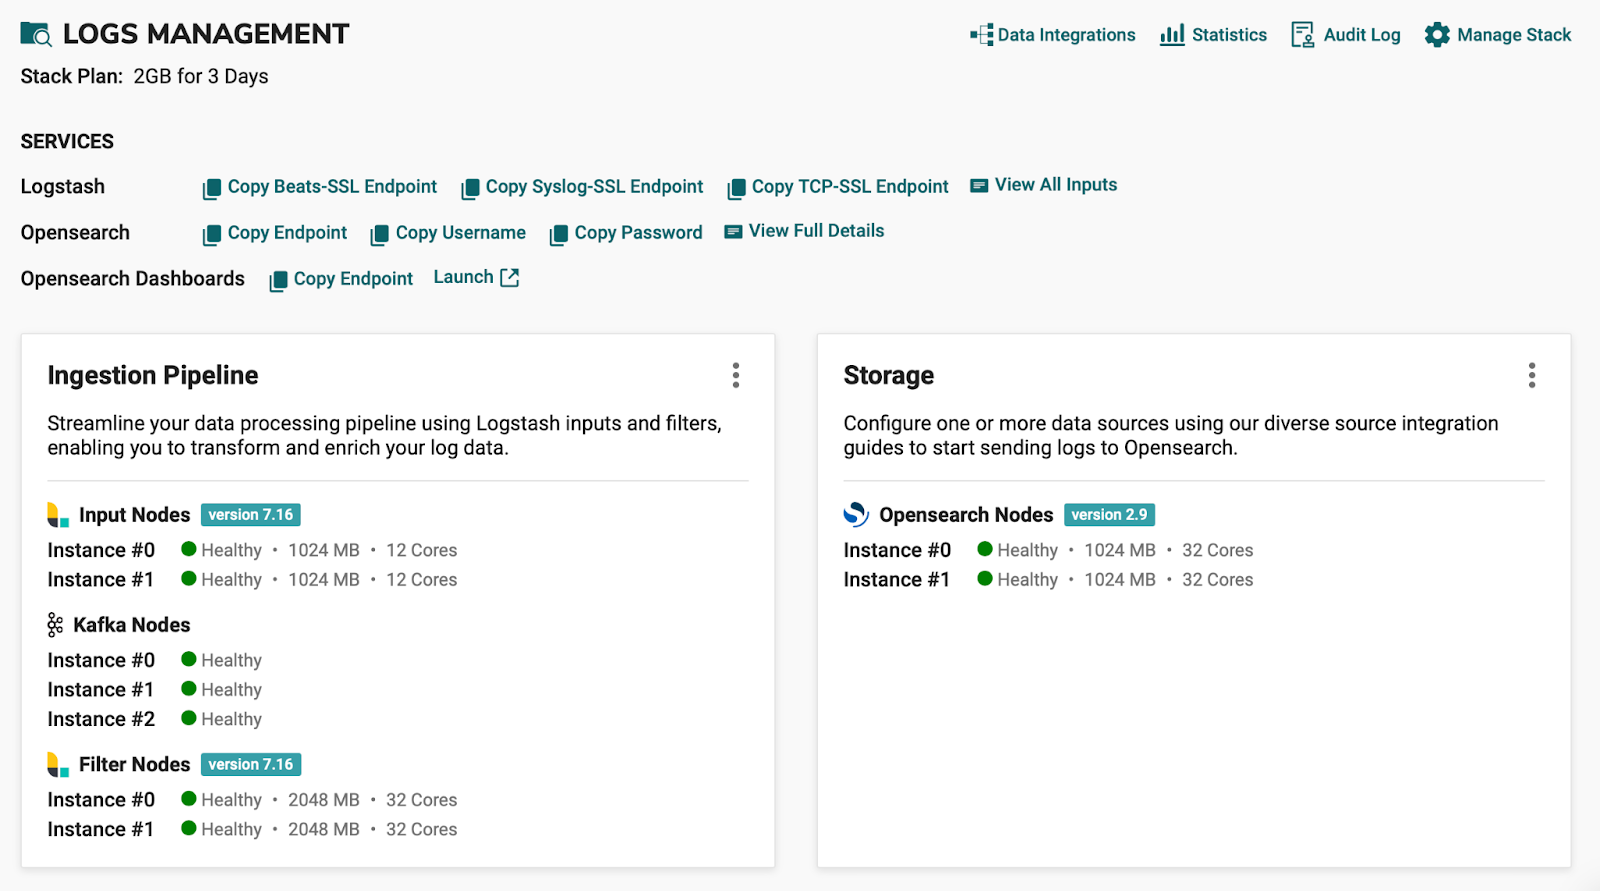 LOGS MANAGEMENT
Data Integrations Statistics Audit Log Manage Stack
Stack Plan: 2GB for 3 Days
SERVICES
Logstash Copy Beats-SSL Endpoint Copy Syslog-SSL Endpoint Copy TCP-SSL Endpoint View All Inputs
Opensearch Copy Endpoint Copy Username Copy Password View Full Details
Opensearch Dashboards Copy Endpoint Launch
Ingestion Pipeline
Streamline your data processing pipeline using Logstash inputs and filters,
enabling you to transform and enrich your log data.
Input Nodes version 7.16
Instance #0 Healthy • 1024 MB • 12 Cores
Instance #1 Healthy • 1024 MB • 12 Cores
Kafka Nodes
Instance #0 Healthy
Instance #1 Healthy
Instance #2 Healthy
Filter Nodes version 7.16
Instance #0 Healthy • 2048 MB • 32 Cores
Instance #1 Healthy • 2048 MB • 32 Cores
Storage
Configure one or more data sources using our diverse source integration
guides to start sending logs to Opensearch.
Opensearch Nodes version 2.9
Instance #0 Healthy • 1024 MB • 32 Cores
Instance #1 Healthy • 1024 MB • 32 Cores